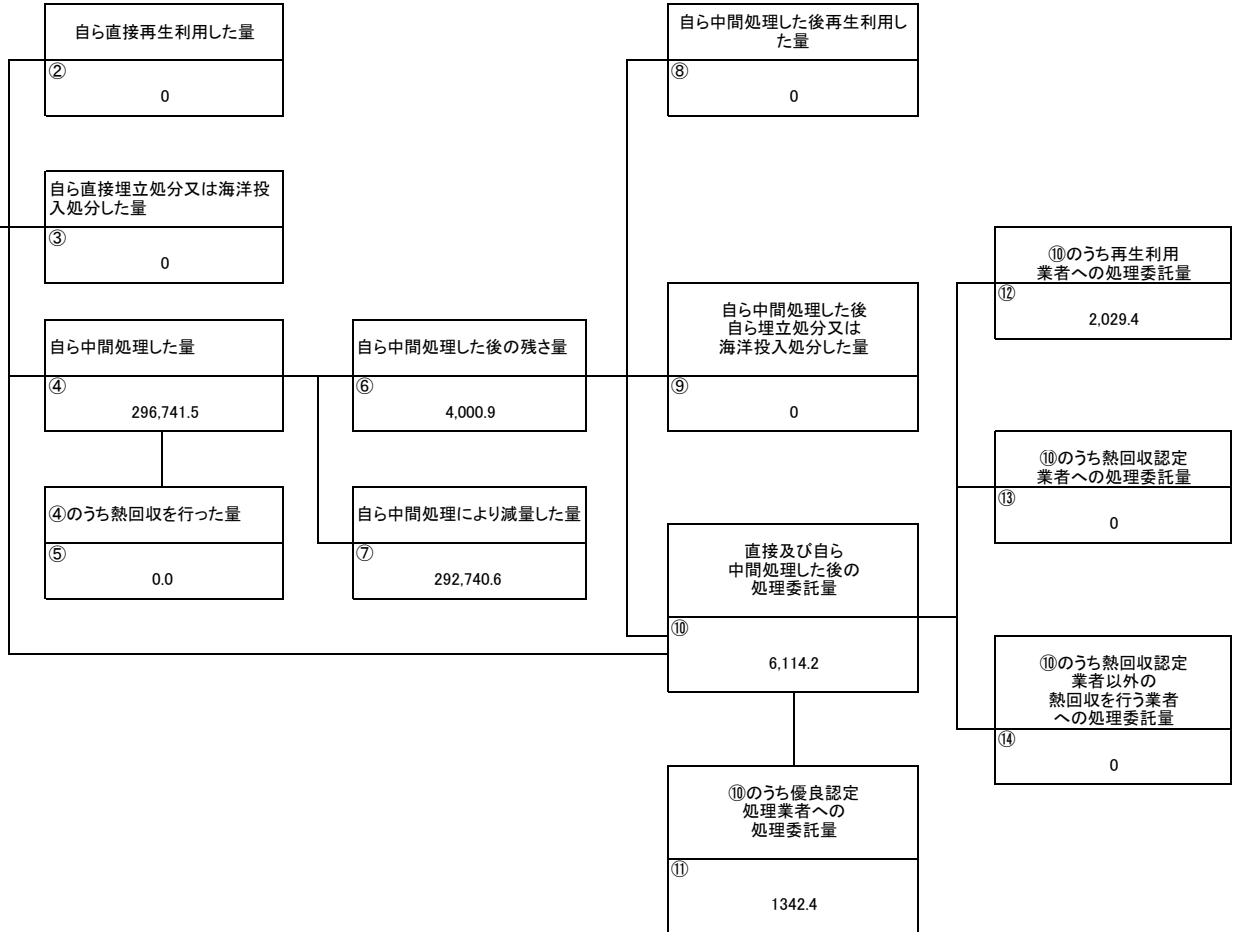 自ら直接再生利用した量
②
0
自ら直接埋立処分又は海洋投
入処分した量
③
0
自ら中間処理した量
④
296,741.5
④のうち熱回収を行った量
⑤
0.0
自ら中間処理した後の残さ量
⑥
4,000.9
自ら中間処理により減量した量
⑦
292,740.6
自ら中間処理した後再生利用し
た量
⑧
0
自ら中間処理した後
自ら埋立処分又は
海洋投入処分した量
⑨
0
直接及び自ら
中間処理した後の
処理委託量
⑩
6,114.2
⑩のうち優良認定
処理業者への
処理委託量
⑪
1342.4
⑩のうち再生利用
業者への処理委託量
⑫
2,029.4
⑩のうち熱回収認定
業者への処理委託量
⑬
0
⑩のうち熱回収認定
業者以外の
熱回収を行う業者
への処理委託量
⑭
0